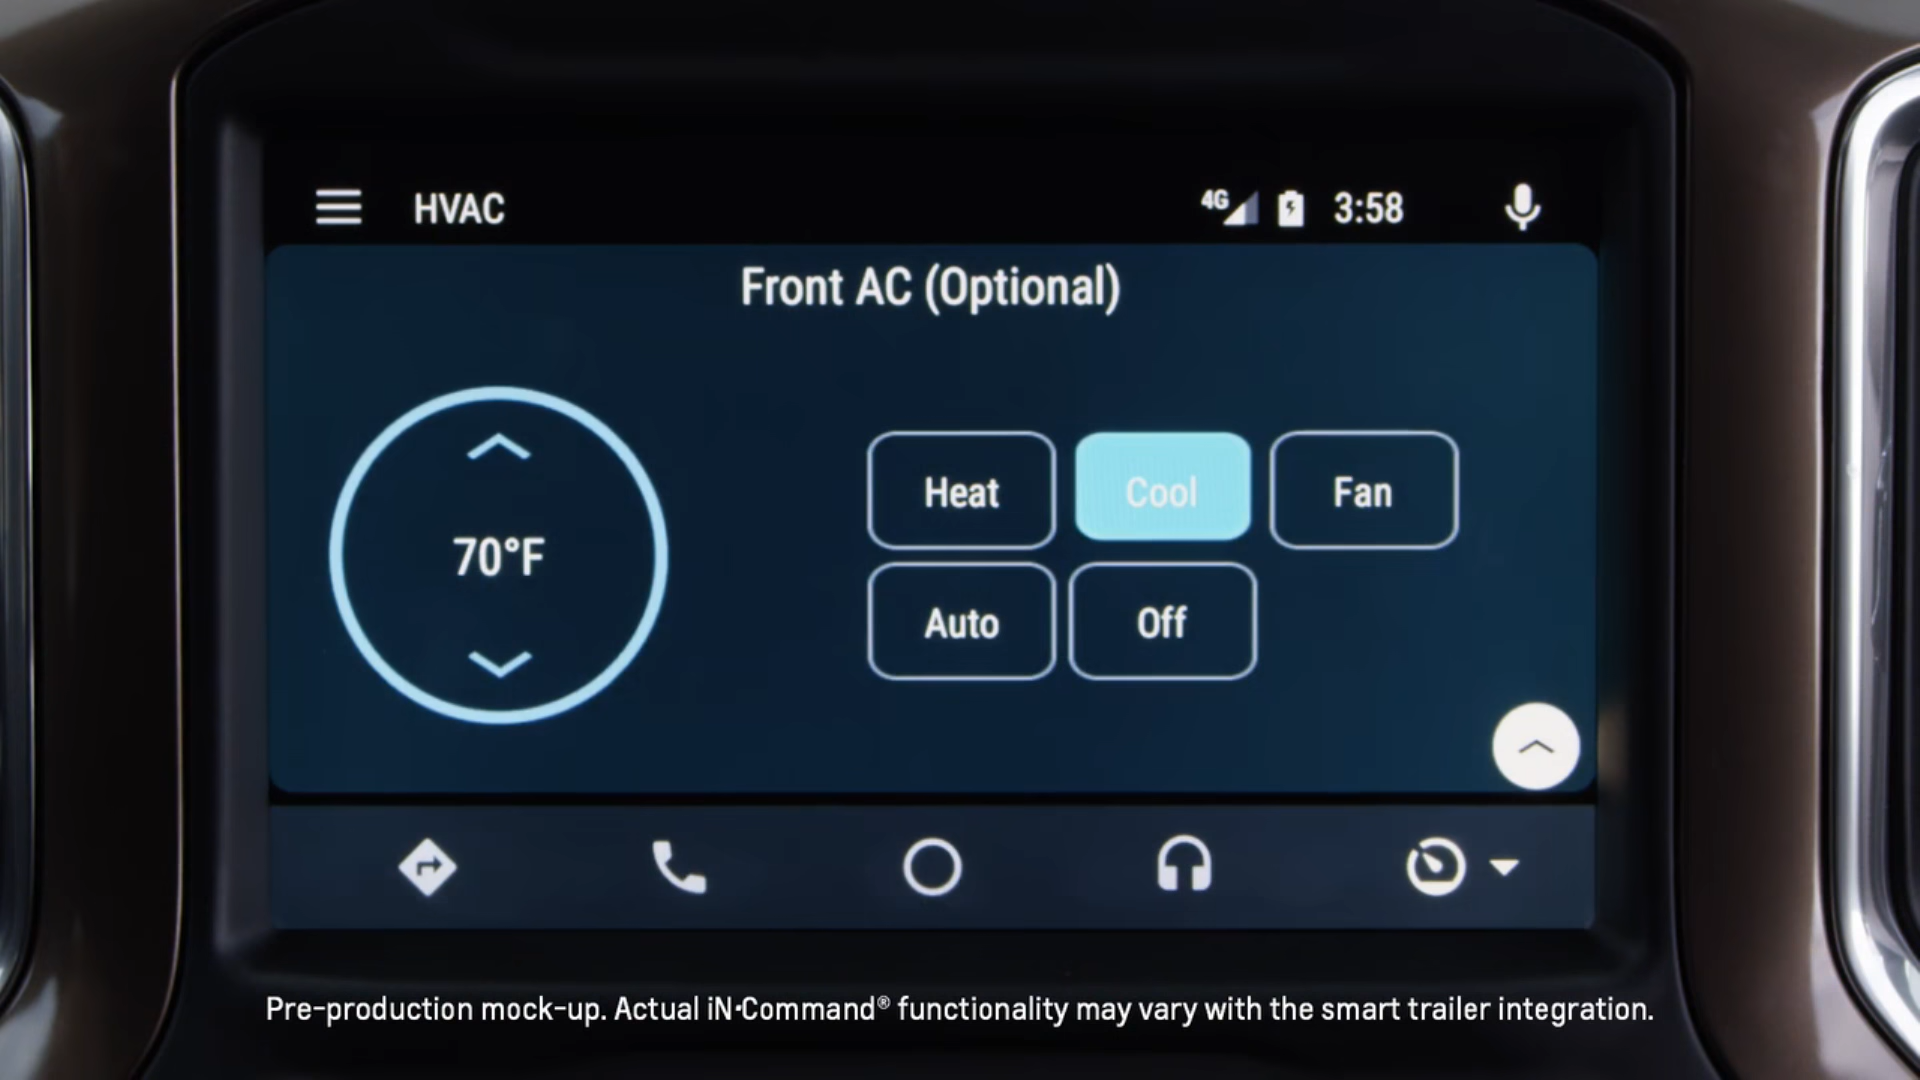 HVAC
4G
3:58
Front AC (Optional)
70°F
Heat
Cool
Fan
Auto
Off
Pre-production mock-up. Actual iN•Command® functionality may vary with the smart trailer integration.